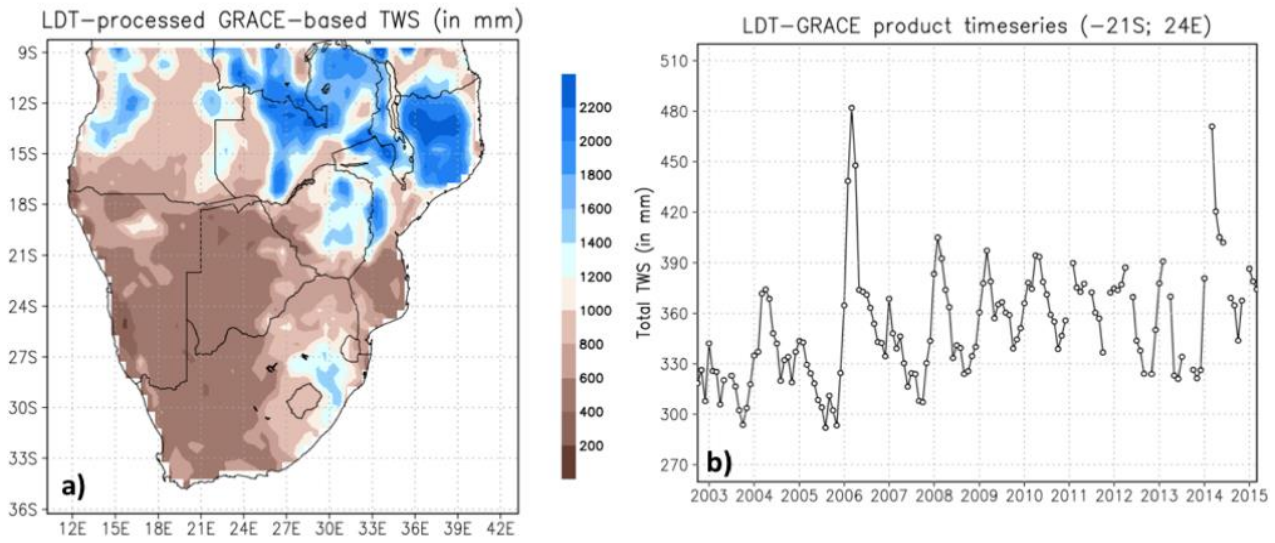 LDT-processed GRACE-based TWS (in mm)
9S
12S
15S
18S
21S
24S
27S
30S
33S
36S
12E 15E 18E 21E 24E 27E 30E 33E 36E 39E 42E
a)
2200
2000
1800
1600
1400
1200
1000
800
600
400
200
LDT-GRACE product timeseries (-21S; 24E)
Total TWS (in mm)
510
480
450
420
390
360
330
300
270
2003 2004 2005 2006 2007 2008 2009 2010 2011 2012 2013 2014 2015
b)